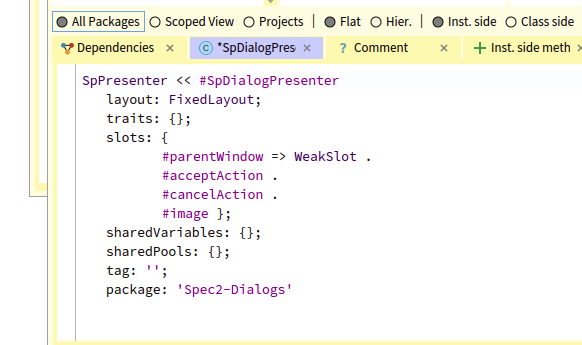 All Packages Scoped View Projects | Flat Hier. | Inst. side Class side
Dependencies × © *SpDialogPres × ? Comment × + Inst. side meth ×
SpPresenter << #SpDialogPresenter
layout: FixedLayout;
traits: {};
slots: {
#parentWindow => WeakSlot .
#acceptAction .
#cancelAction .
#image };
sharedVariables: {};
sharedPools: {};
tag: '';
package: 'Spec2-Dialogs'